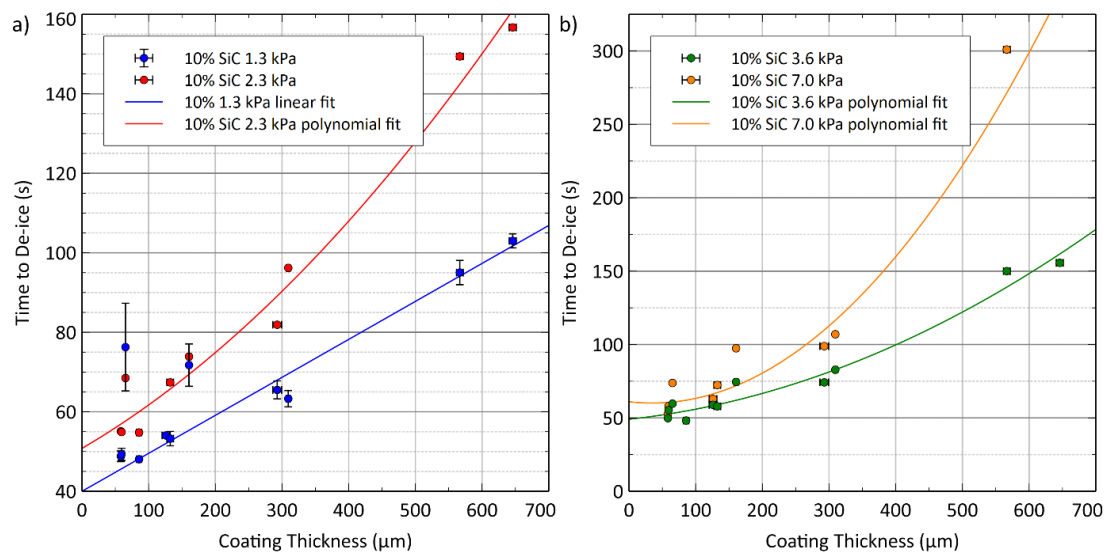 a)
160
140
120
100
80
60
40
0
100
200
300
400
500
600
700
Time to De-ice (s)
Coating Thickness (μm)
10% SiC 1.3 kPa
10% SiC 2.3 kPa
10% 1.3 kPa linear fit
10% SiC 2.3 kPa polynomial fit
b)
300
250
200
150
100
50
0
0
100
200
300
400
500
600
700
Time to De-ice (s)
Coating Thickness (μm)
10% SiC 3.6 kPa
10% SiC 7.0 kPa
10% SiC 3.6 kPa polynomial fit
10% SiC 7.0 kPa polynomial fit